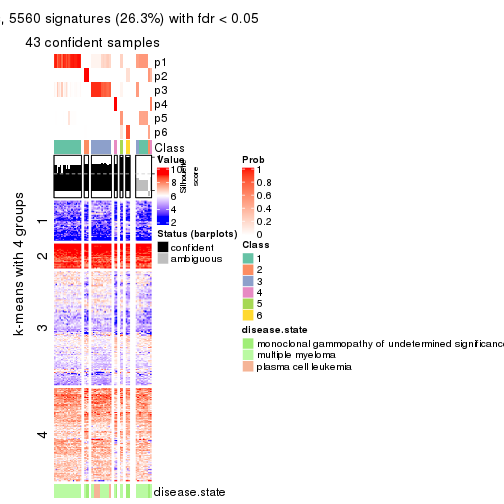 , 5560 signatures (26.3%) with fdr < 0.05
43 confident samples
p1
p2
p3
p4
p5
p6
Class
Silhouette
score
k-means with 4 groups
1
2
3
4
disease.state
Value
10
8
6
4
2
Status (barplots)
confident
ambiguous
Prob
1
0.8
0.6
0.4
0.2
0
Class
1
2
3
4
5
6
disease.state
monoclonal gammopathy of undetermined significance
multiple myeloma
plasma cell leukemia